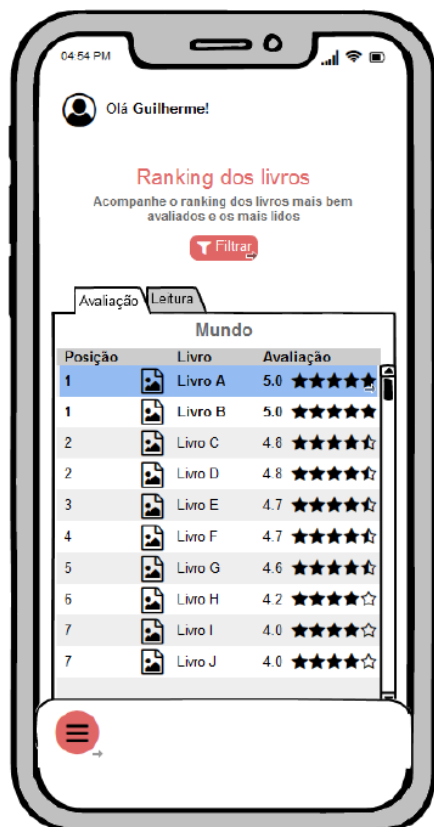 04:54 PM
Olá Guilherme!
Ranking dos livros
Acompanhe o ranking dos livros mais bem
avaliados e os mais lidos
Filtrar
Avaliação Leitura
Mundo
Posição Livro Avaliação
1 Livro A 5.0
1 Livro B 5.0
2 Livro C 4.8
2 Livro D 4.8
3 Livro E 4.7
4 Livro F 4.7
5 Livro G 4.6
6 Livro H 4.2
7 Livro I 4.0
7 Livro J 4.0